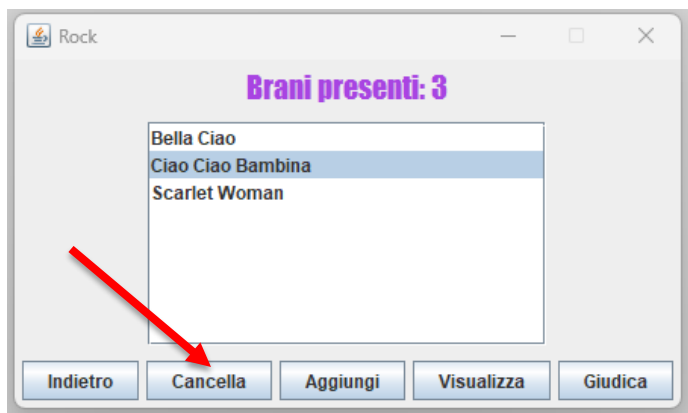 Rock
Brani presenti: 3
Bella Ciao
Ciao Ciao Bambina
Scarlet Woman
Indietro Cancella Aggiungi Visualizza Giudica